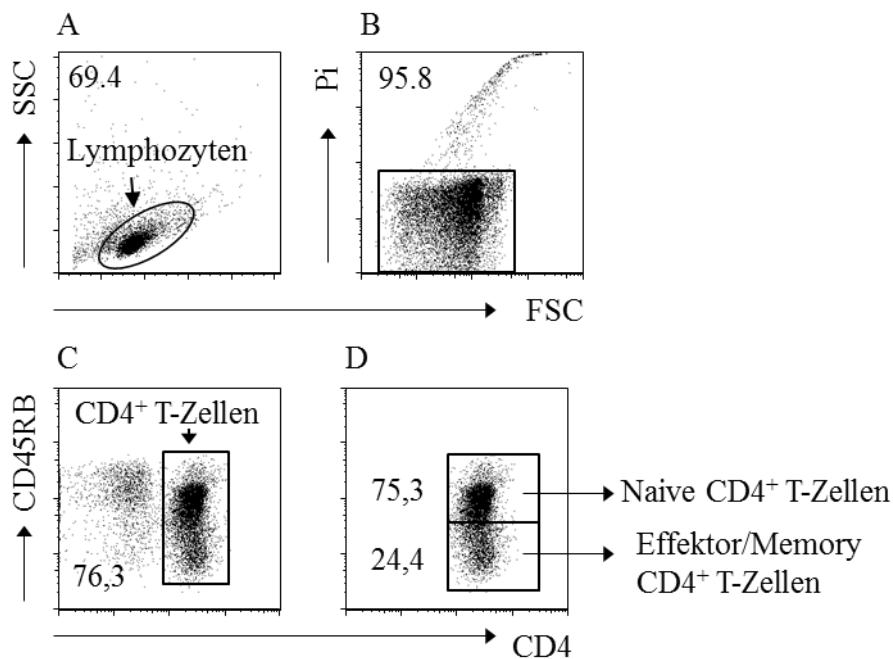 A
B
SSC
69.4
Lymphozyten
Pi
95.8
FSC
C
D
CD45RB
CD4⁺ T-Zellen
76,3
75,3
24,4
Naive CD4⁺ T-Zellen
Effektor/Memory
CD4⁺ T-Zellen
CD4